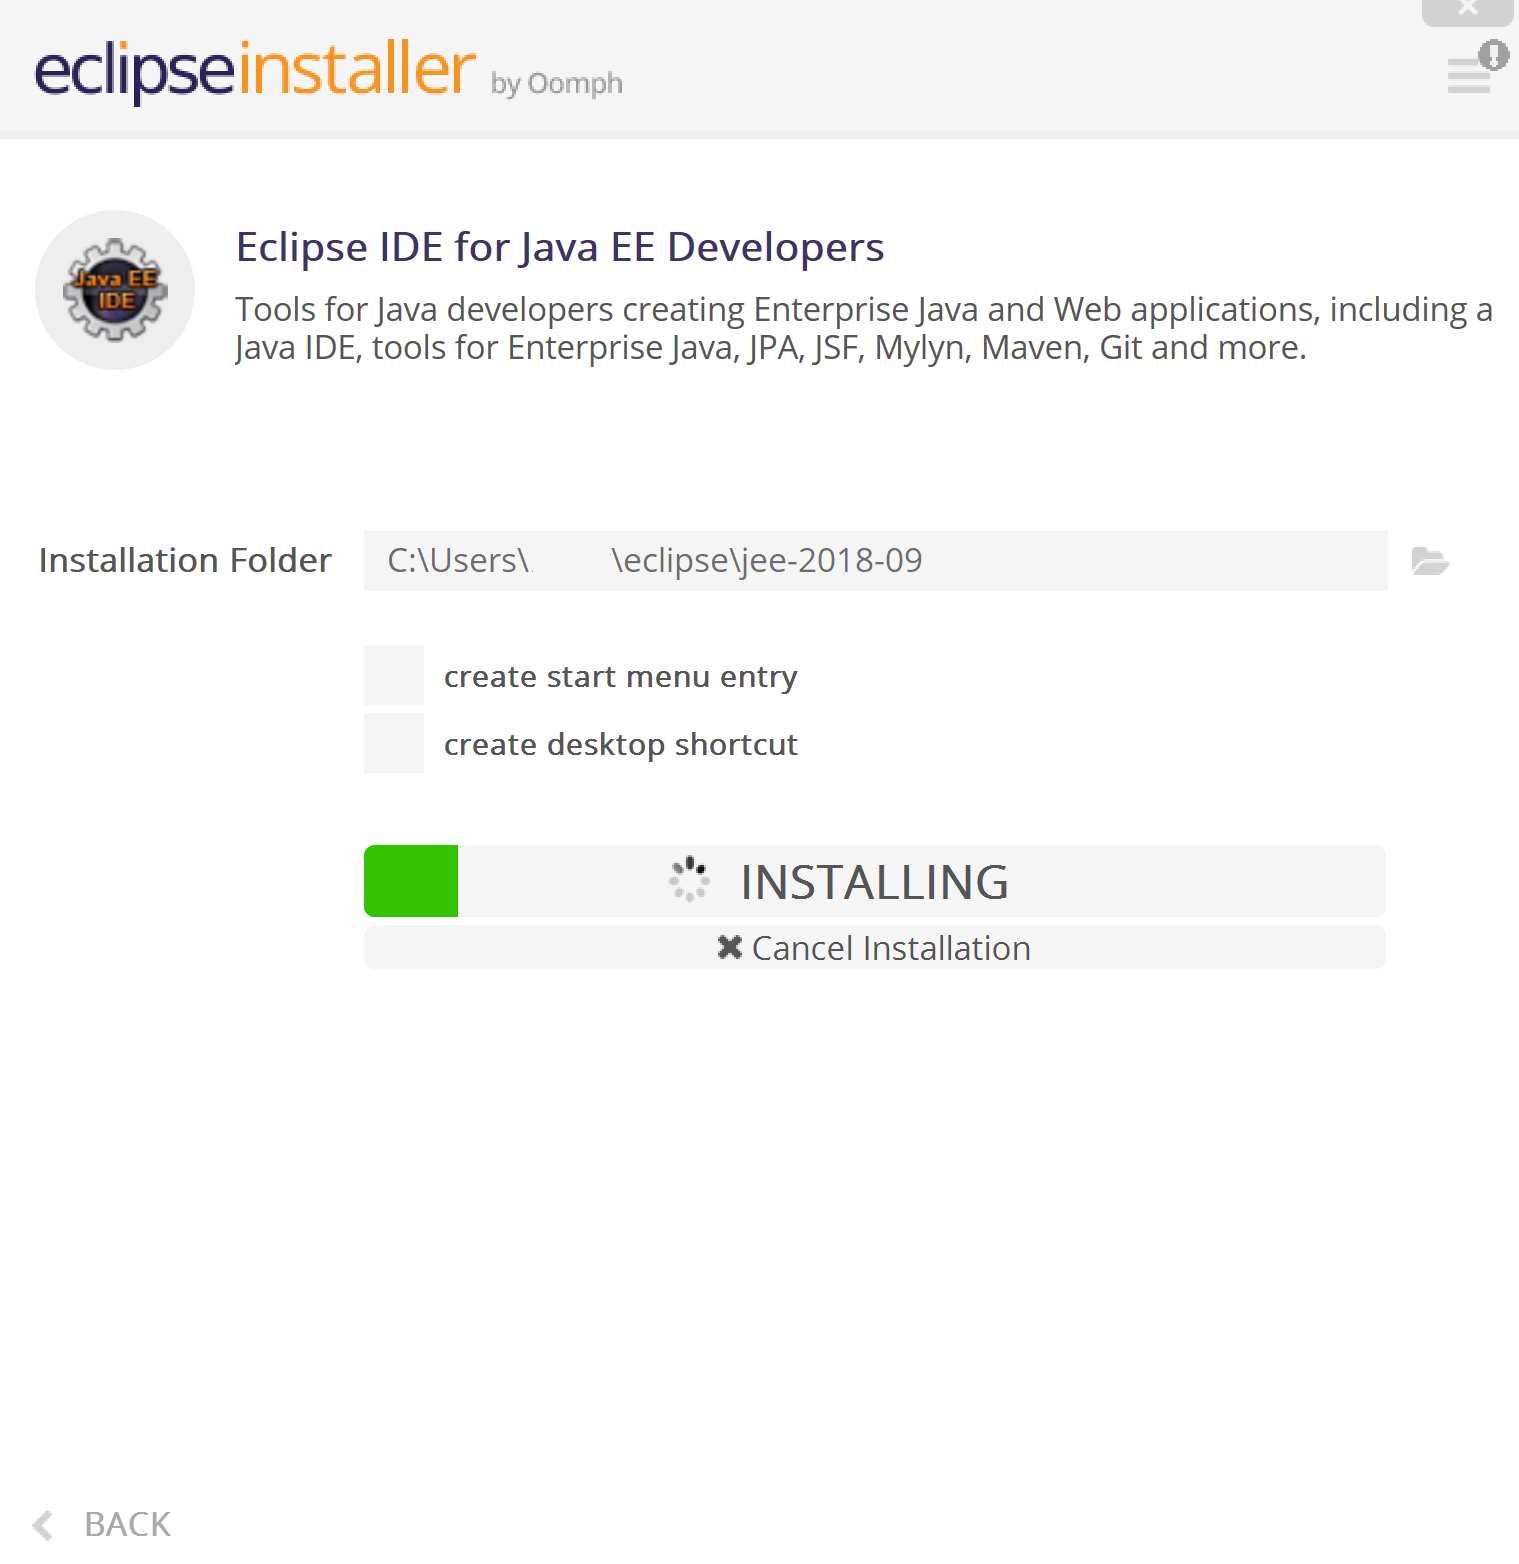 eclipseinstaller by Oomph
Java EE
IDE
Eclipse IDE for Java EE Developers
Tools for Java developers creating Enterprise Java and Web applications, including a
Java IDE, tools for Enterprise Java, JPA, JSF, Mylyn, Maven, Git and more.
Installation Folder C:\Users\ \eclipse\jee-2018-09
create start menu entry
create desktop shortcut
INSTALLING
Cancel Installation
BACK